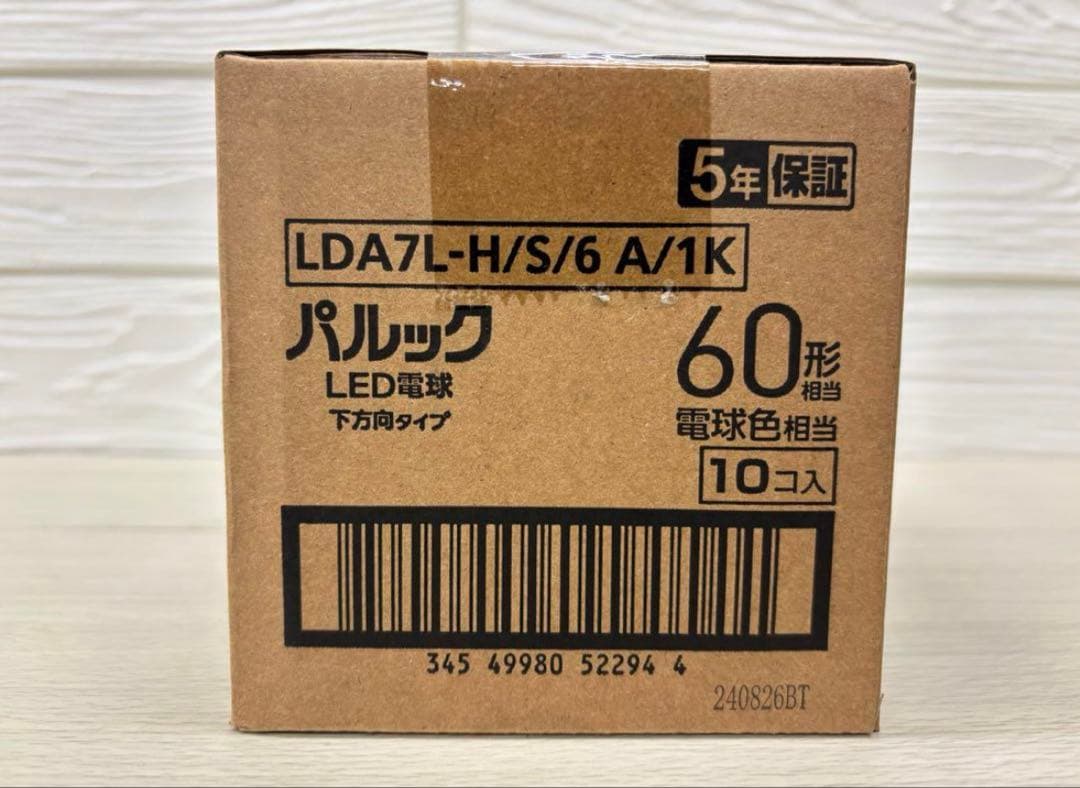 5年保証
LDA7L-H/S/6 A/1K
パルック
LED電球
下方向タイプ
60形相当
電球色相当
10コ入
345 49980 52294 4
240826BT